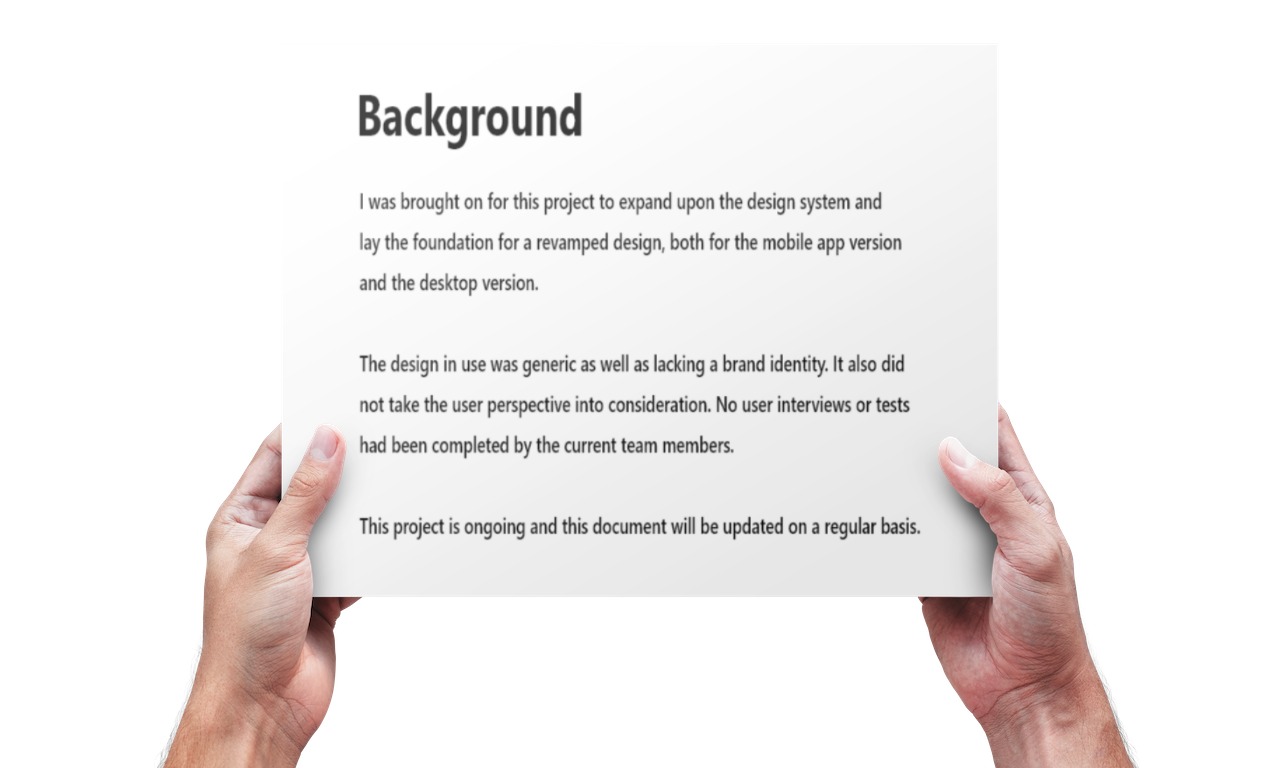 Background
I was brought on for this project to expand upon the design system and
lay the foundation for a revamped design, both for the mobile app version
and the desktop version.
The design in use was generic as well as lacking a brand identity. It also did
not take the user perspective into consideration. No user interviews or tests
had been completed by the current team members.
This project is ongoing and this document will be updated on a regular basis.